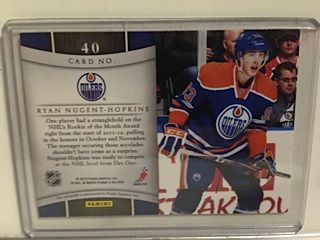 40
CARD NO.
OILERS
RYAN NUGENT-HOPKINS
One player had a stranglehold on the
NHL's Rookie of the Month Award
right from the start of 2011-12, pulling
the honors in October and November.
The teenager securing those accolades
shouldn't have come as a surprise.
Nugent-Hopkins was ready to compete
at the NHL level from Day One.
PANINI
NHLPA
93